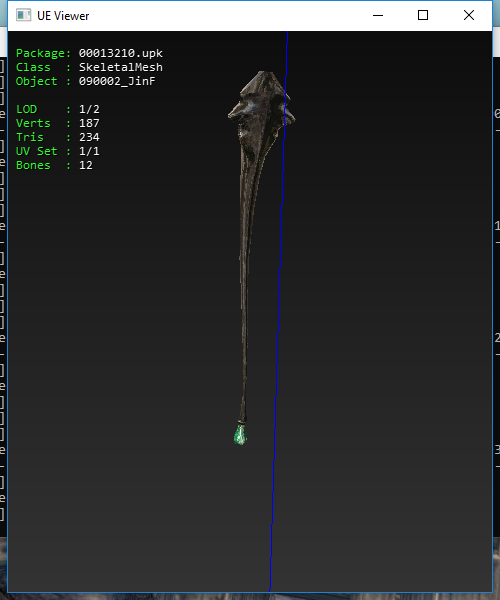 UE Viewer
Package: 00013210.upk
Class  : SkeletalMesh
Object : 090002_JinF
LOD    : 1/2
Verts  : 187
Tris   : 234
UV Set : 1/1
Bones  : 12